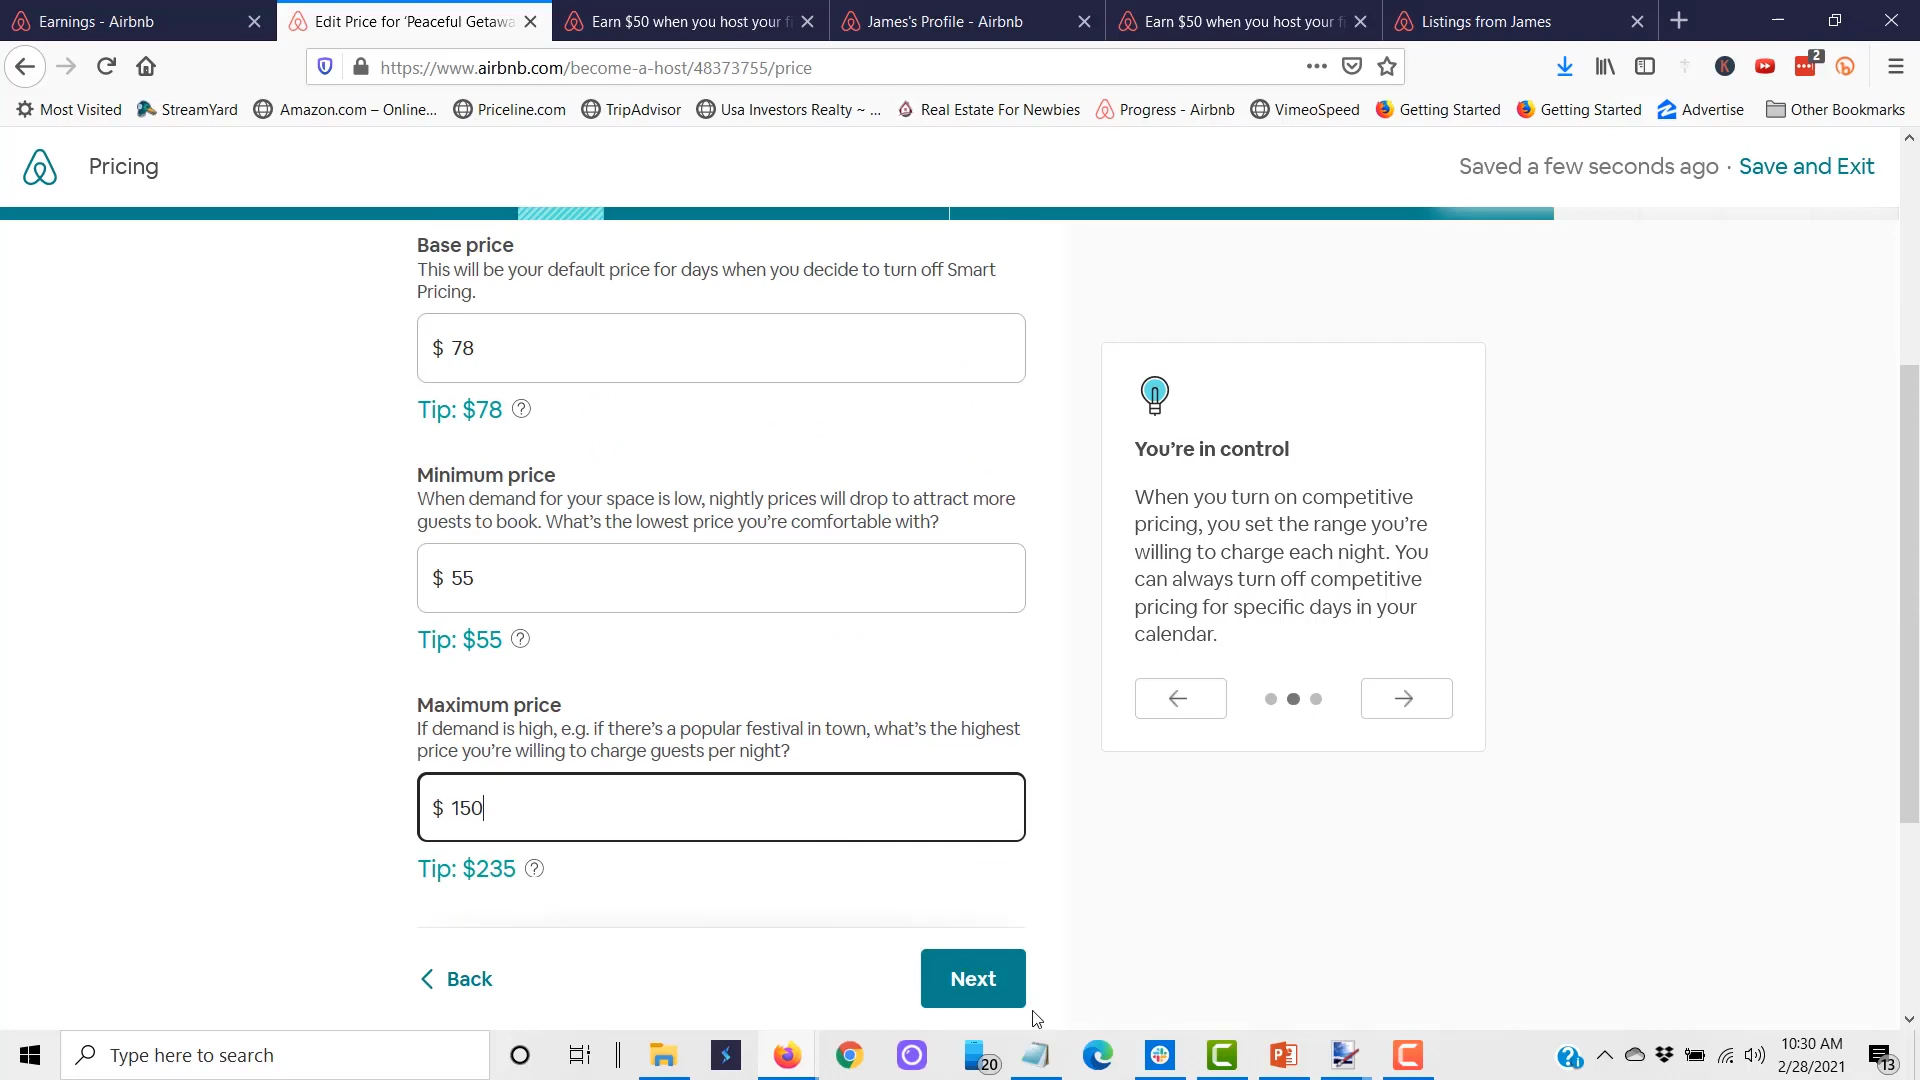 Earnings - Airbnb
Edit Price for 'Peaceful Getawa
Earn $50 when you host your fi
James's Profile - Airbnb
Earn $50 when you host your fi
Listings from James
https://www.airbnb.com/become-a-host/48373755/price
2
Most Visited
StreamYard
Amazon.com – Online...
Priceline.com
TripAdvisor
Usa Investors Realty ~ ...
Real Estate For Newbies
Progress - Airbnb
VimeoSpeed
Getting Started
Getting Started
Advertise
Other Bookmarks
Pricing
Saved a few seconds ago · Save and Exit
Base price
This will be your default price for days when you decide to turn off Smart
Pricing.
$ 78
Tip: $78
Minimum price
When demand for your space is low, nightly prices will drop to attract more
guests to book. What's the lowest price you're comfortable with?
$ 55
Tip: $55
Maximum price
If demand is high, e.g. if there's a popular festival in town, what's the highest
price you're willing to charge guests per night?
$ 150
Tip: $235
Back
Next
You're in control
When you turn on competitive
pricing, you set the range you're
willing to charge each night. You
can always turn off competitive
pricing for specific days in your
calendar.
Type here to search
20
10:30 AM
2/28/2021
13